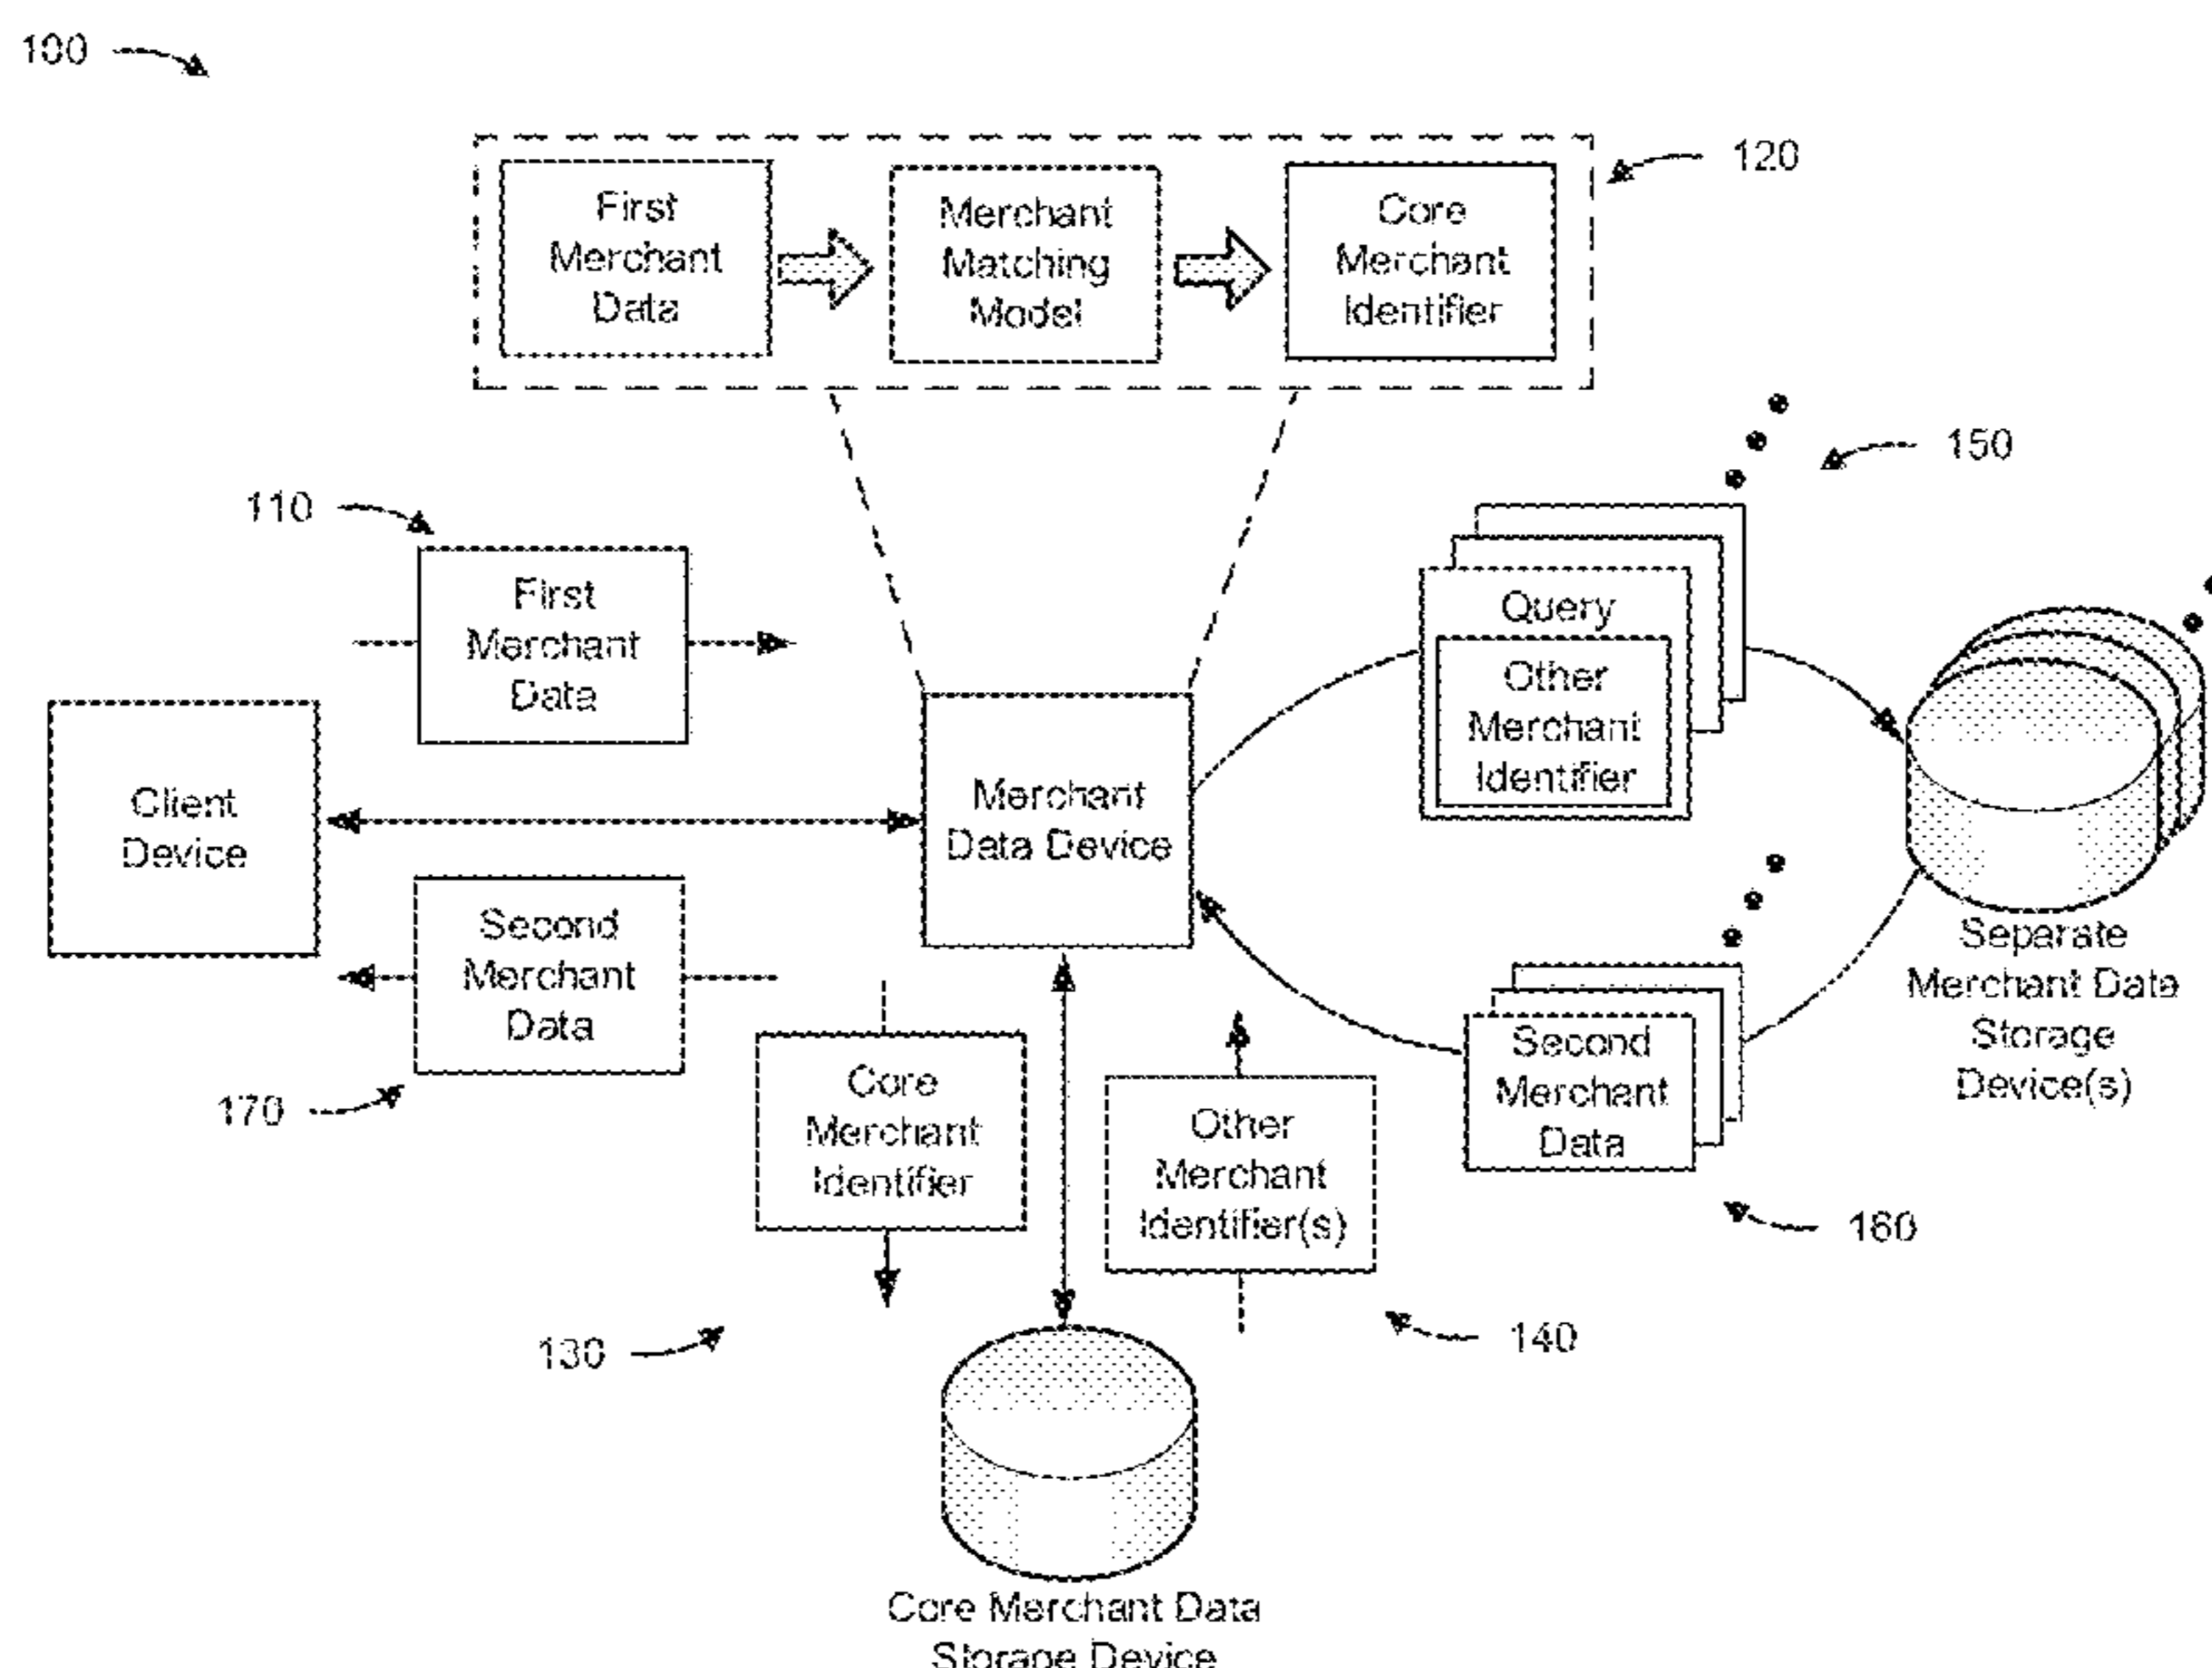 100
First
Merchant
Data
Merchant
Matching
Model
Core
Merchant
Identifier
120
150
110
First
Merchant
Data
Query
Other
Merchant
Identifier
Client
Device
Merchant
Data Device
Second
Merchant
Data
Separate
Merchant Data
Storage
Device(s)
170
Core
Merchant
Identifier
Other
Merchant
Identifier(s)
Second
Merchant
Data
160
130
140
Core Merchant Data
Storage Device